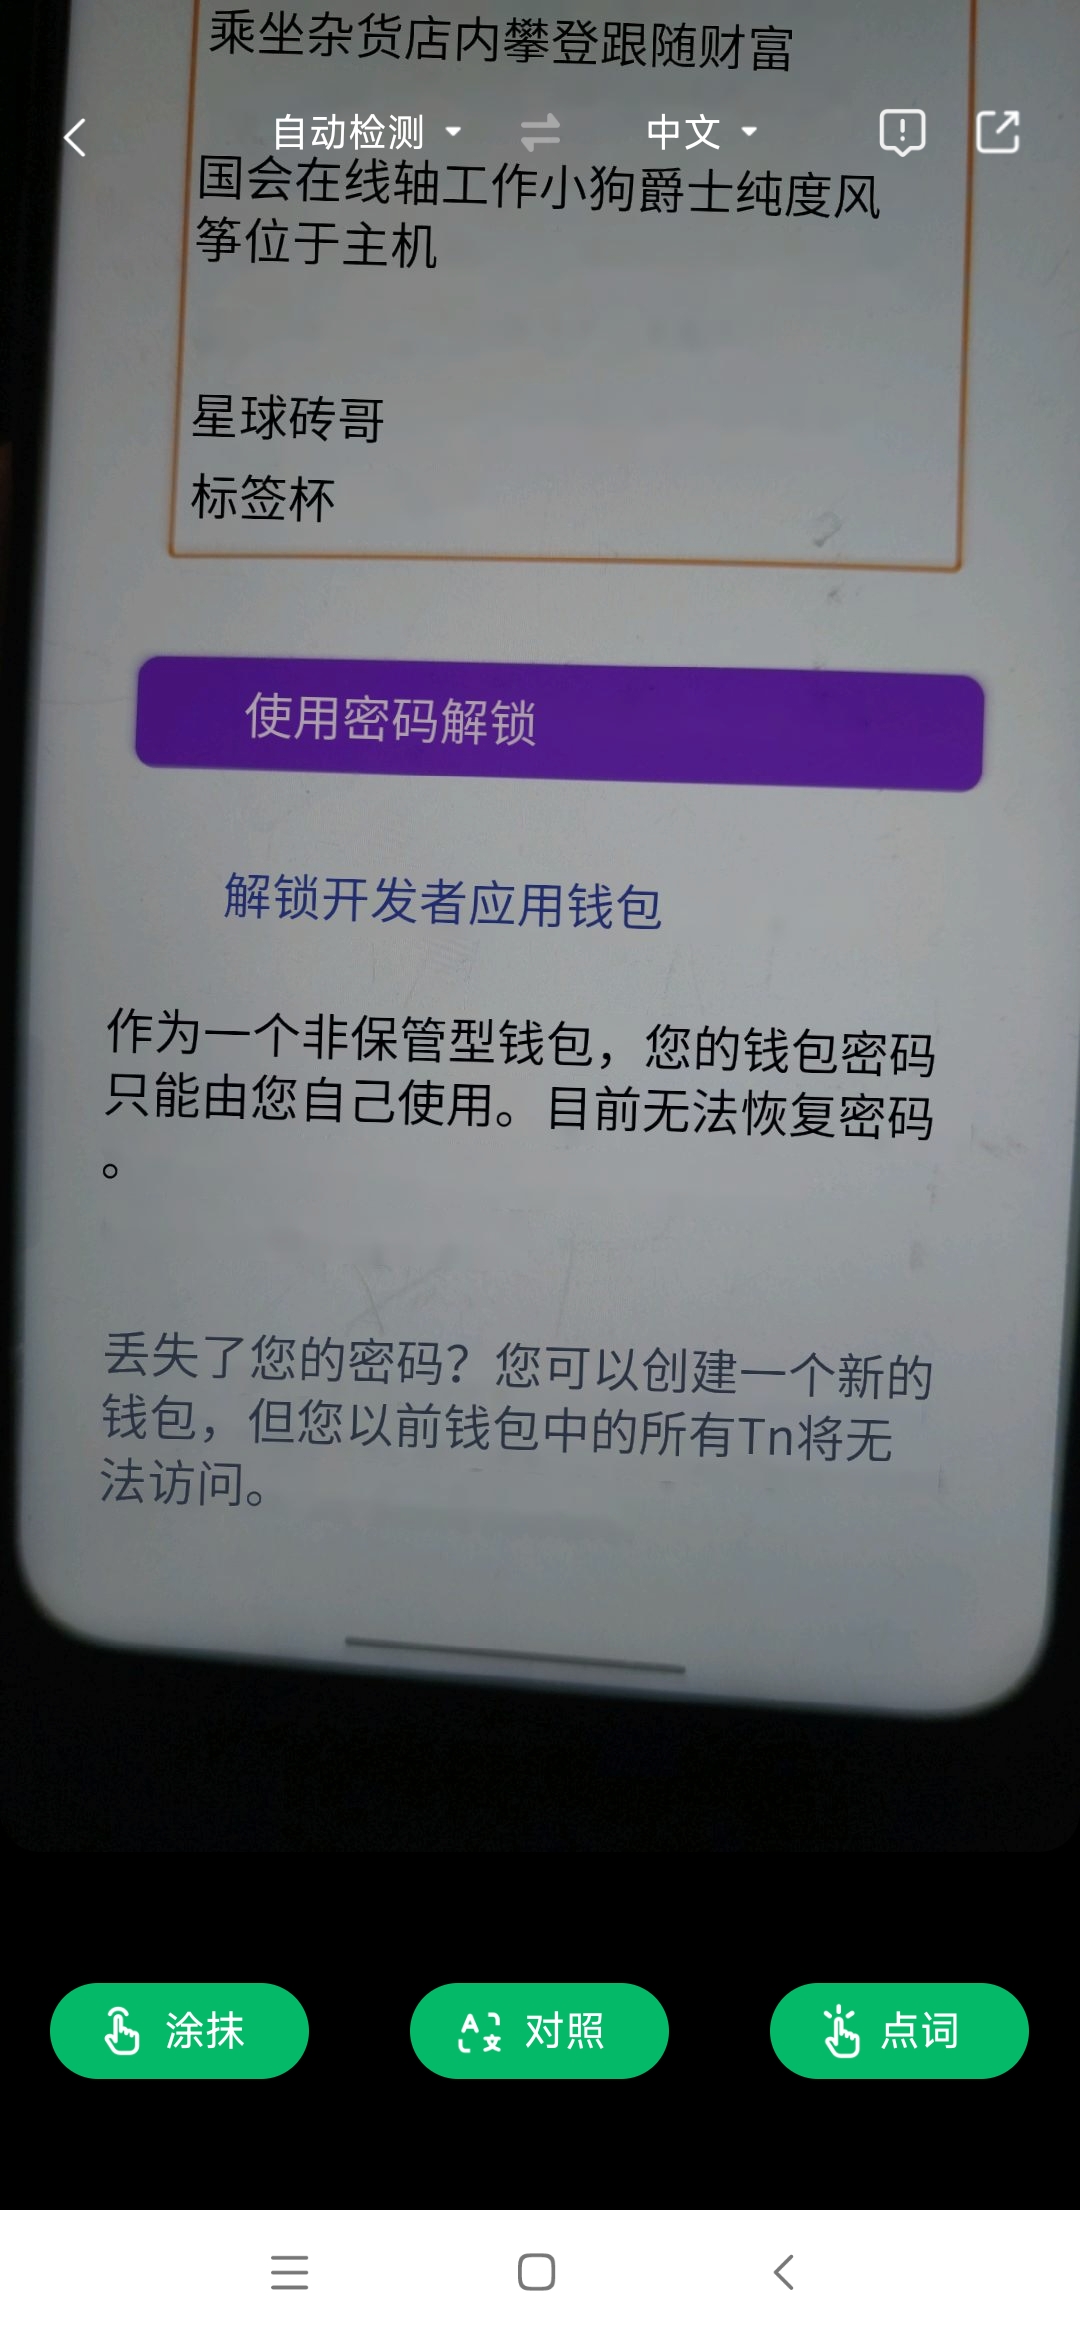 乘坐杂货店内攀登跟随财富
自动检测
中文
国会在线轴工作小狗爵士纯度风
筝位于主机
星球砖哥
标签杯
使用密码解锁
解锁开发者应用钱包
作为一个非保管型钱包，您的钱包密码
只能由您自己使用。目前无法恢复密码
。
丢失了您的密码？您可以创建一个新的
钱包，但您以前钱包中的所有Tn将无
法访问。
涂抹
对照
点词